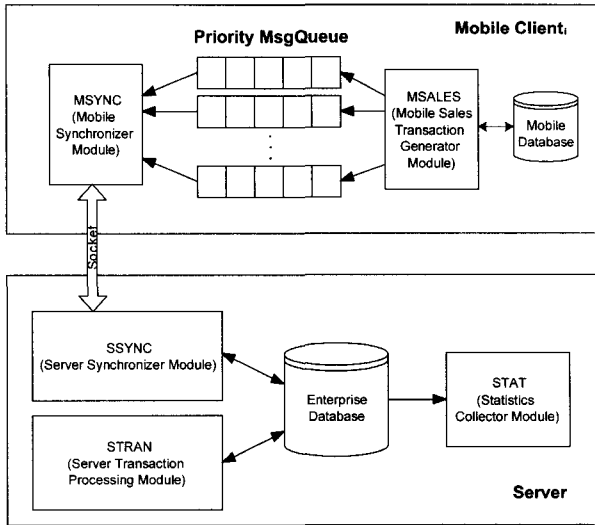 Priority MsgQueue
Mobile Clienti
MSYNC
(Mobile
Synchronizer
Module)
MSALES
(Mobile Sales
Transaction
Generator
Module)
Mobile
Database
Socket
SSYNC
(Server Synchronizer Module)
STRAN
(Server Transaction
Processing Module)
Enterprise
Database
STAT
(Statistics
Collector Module)
Server